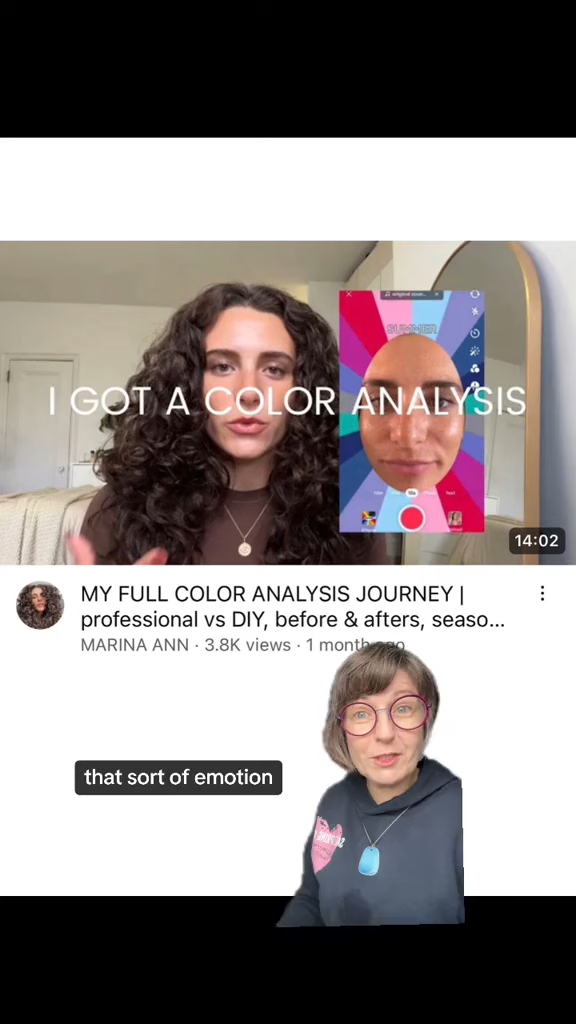 SUMMER
I GOT A COLOR ANALYSIS
14:02
MY FULL COLOR ANALYSIS JOURNEY |
professional vs DIY, before & afters, seaso...
MARINA ANN · 3.8K views · 1 month ago
that sort of emotion